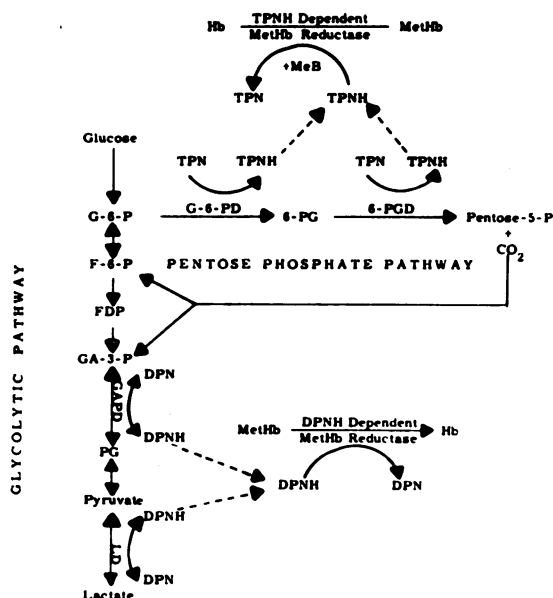 TPNH Dependent
Hb MetHb
MetHb Reductase
+MeB
TPN TPNH
Glucose
TPN TPNH TPN TPNH
G-6-P G-6-PD 6-PG 6-PGD Pentose-5-P
+
CO2
F-6-P PENTOSE PHOSPHATE PATHWAY
FDP
GA-3-P
GLYCOLYTIC PATHWAY
DPN
GAPD
DPNH
PG
DPNH Dependent
MetHb Hb
MetHb Reductase
DPNH DPN
Pyruvate
DPNH
LD
DPN
Lactate